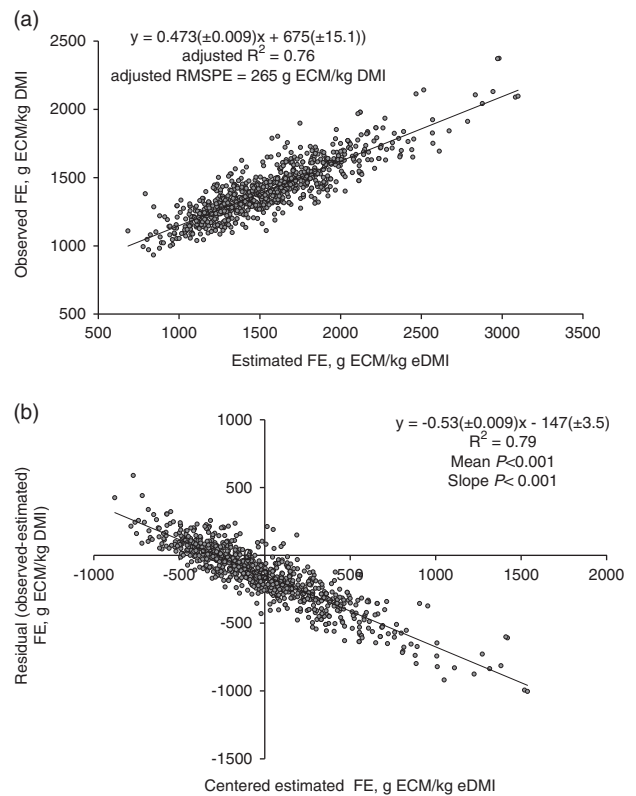 (a)
y = 0.473(±0.009)x + 675(±15.1))
adjusted R² = 0.76
adjusted RMSPE = 265 g ECM/kg DMI
2500
2000
1500
1000
500
Observed FE, g ECM/kg DMI
500 1000 1500 2000 2500 3000 3500
Estimated FE, g ECM/kg eDMI
(b)
y = -0.53(±0.009)x - 147(±3.5)
R² = 0.79
Mean P<0.001
Slope P< 0.001
1000
500
0
-500
-1000
-1500
Residual (observed-estimated)
FE, g ECM/kg DMI)
-1000 -500 0 500 1000 1500 2000
Centered estimated FE, g ECM/kg eDMI